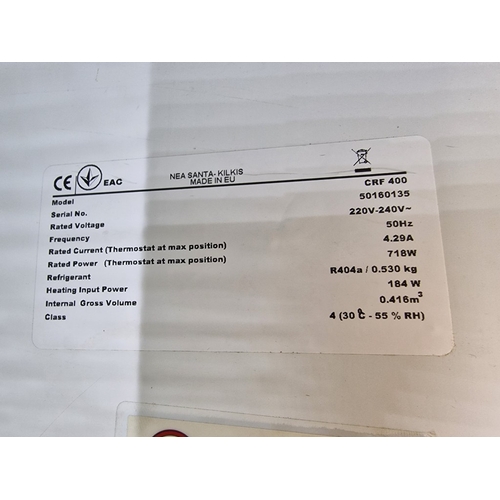 CE EAC NEA SANTA- KILKIS
MADE IN EU
Model CRF 400
Serial No. 50160135
Rated Voltage 220V-240V~
Frequency 50Hz
Rated Current (Thermostat at max position) 4.29A
Rated Power (Thermostat at max position) 718W
Refrigerant R404a / 0.530 kg
Heating Input Power 184 W
Internal Gross Volume 0.416m³
Class 4 (30°C - 55 % RH)